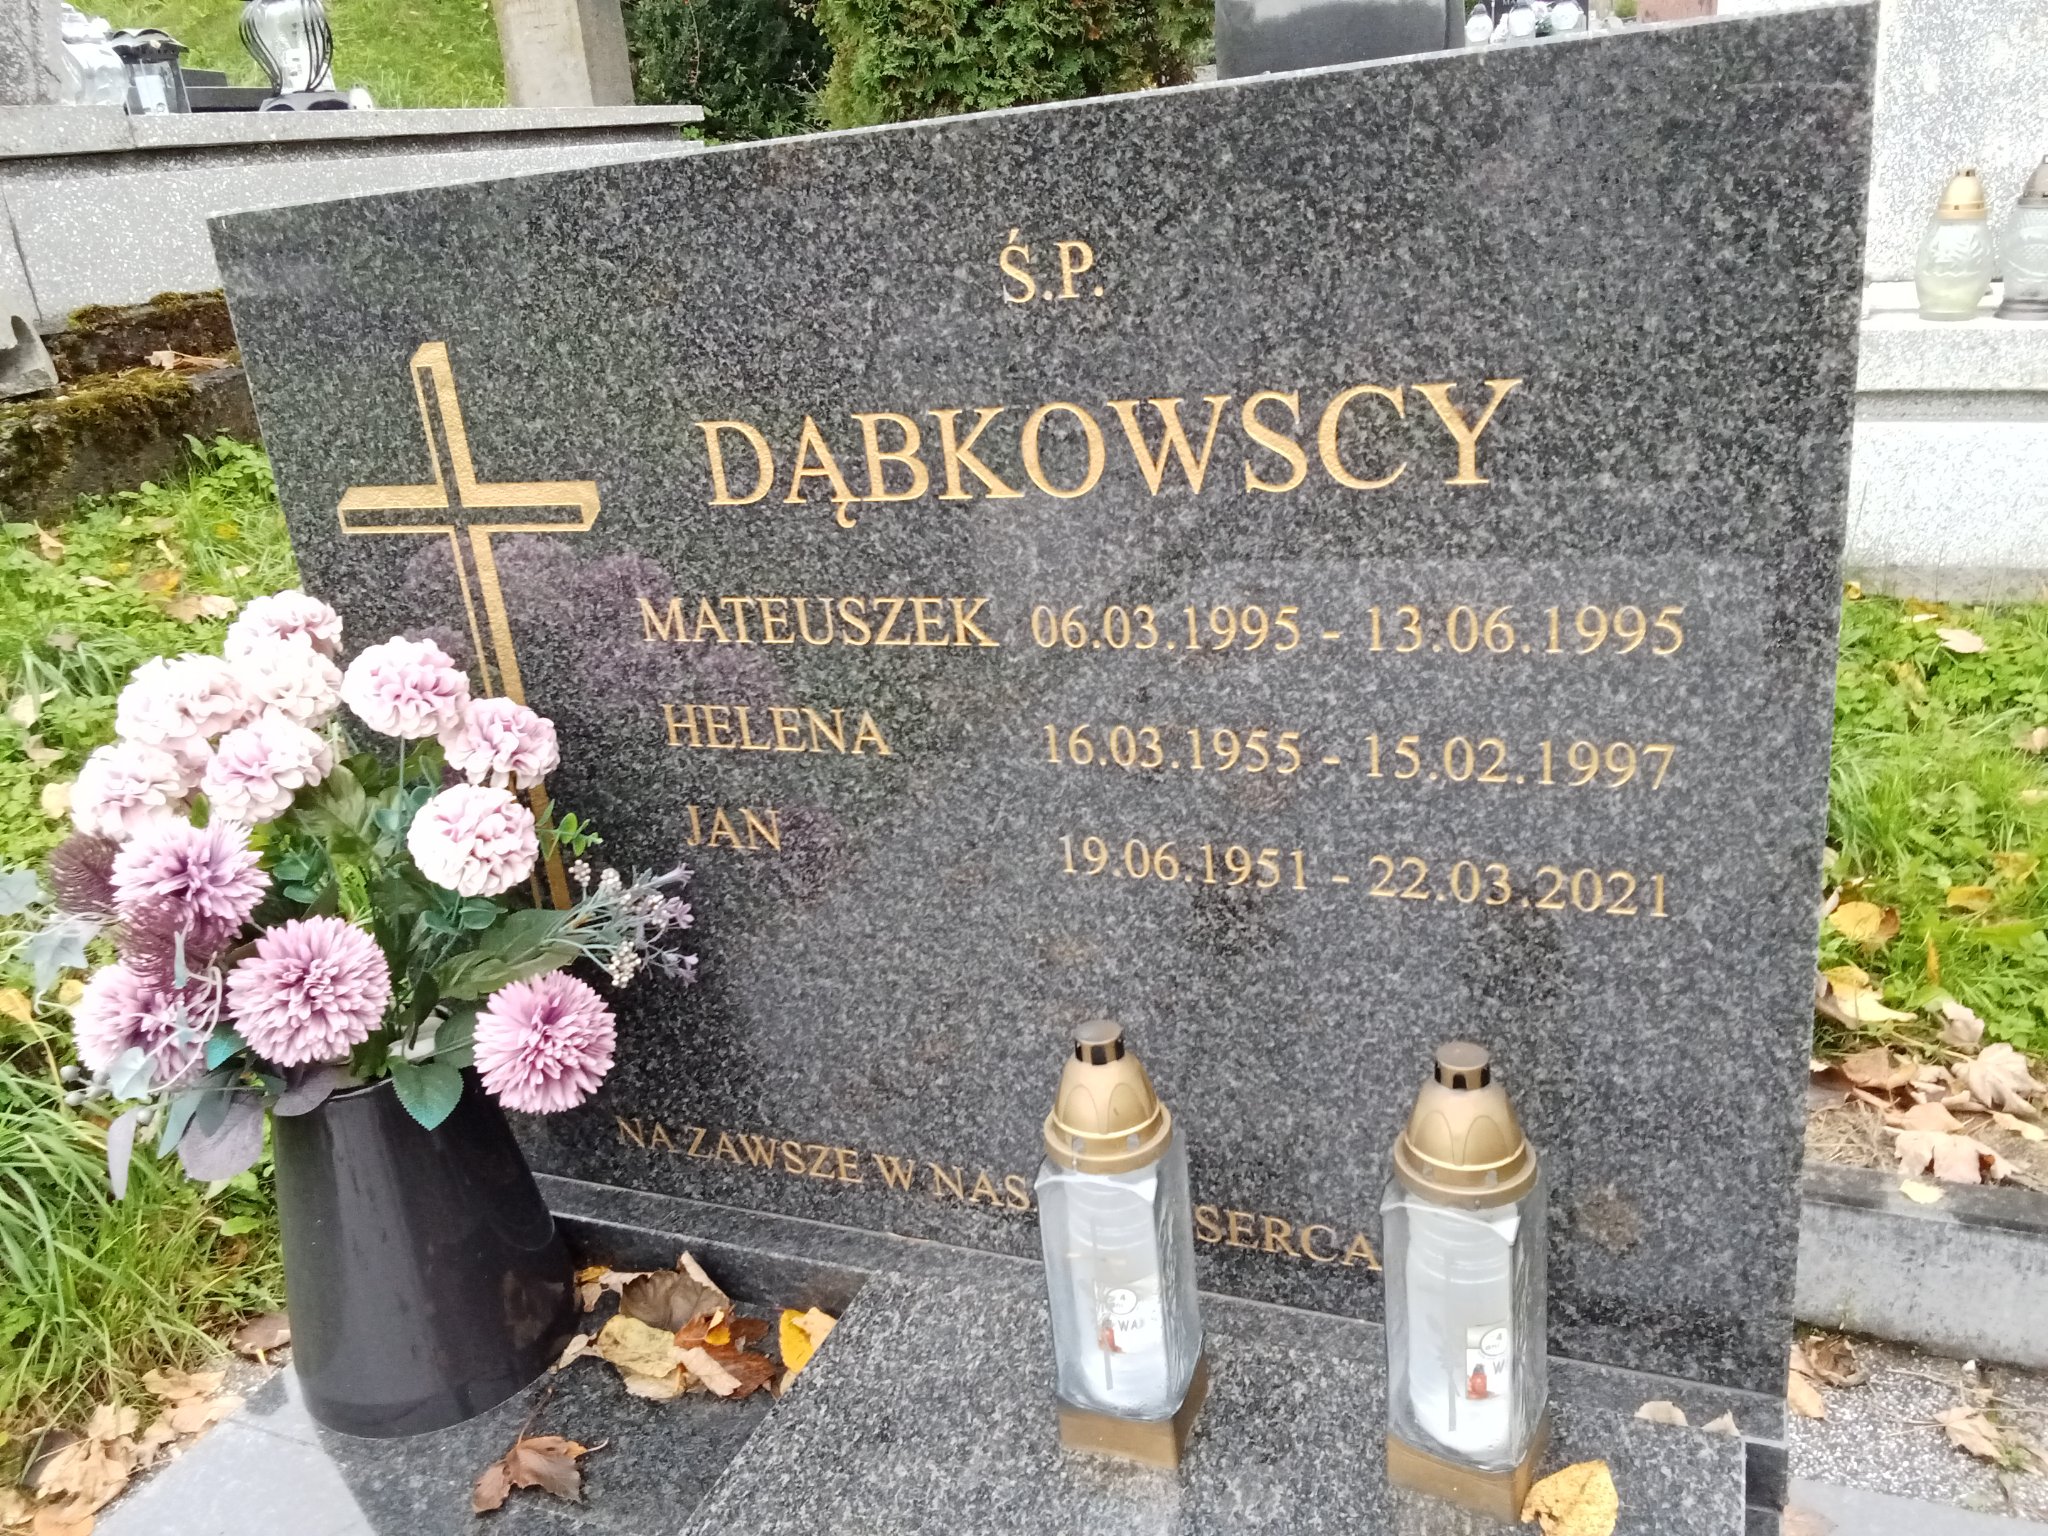 Ś.P.
DĄBKOWSCY
MATEUSZEK 06.03.1995 - 13.06.1995
HELENA 16.03.1955 - 15.02.1997
JAN 19.06.1951 - 22.03.2021
NA ZAWSZE W SERCA